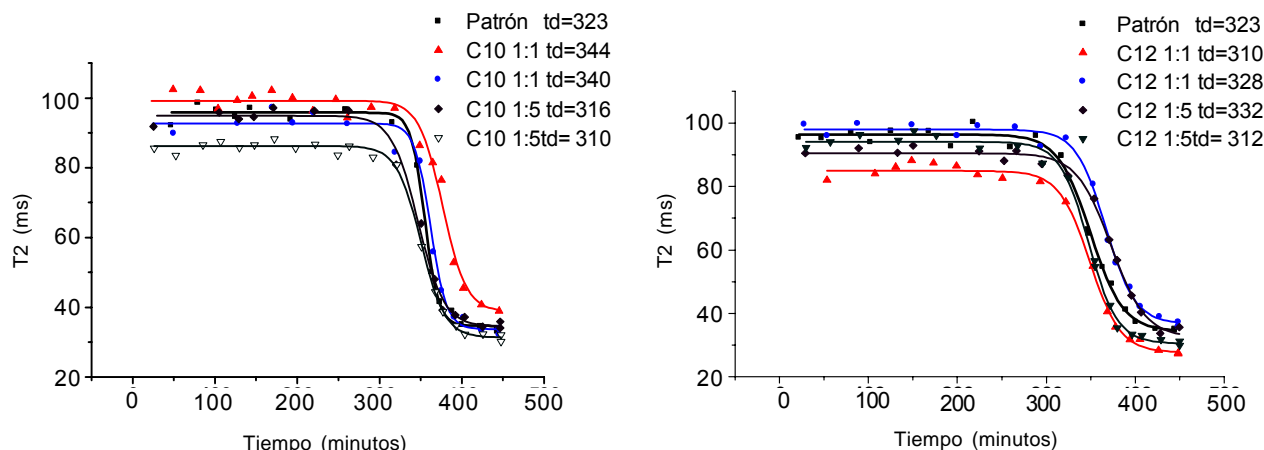 Patrón td=323
C10 1:1 td=344
C10 1:1 td=340
C10 1:5 td=316
C10 1:5td= 310
100
80
60
40
20
T2 (ms)
0
100
200
300
400
500
Tiempo (minutos)
Patrón td=323
C12 1:1 td=310
C12 1:1 td=328
C12 1:5 td=332
C12 1:5td= 312
100
80
60
40
20
T2 (ms)
0
100
200
300
400
500
Tiempo (minutos)